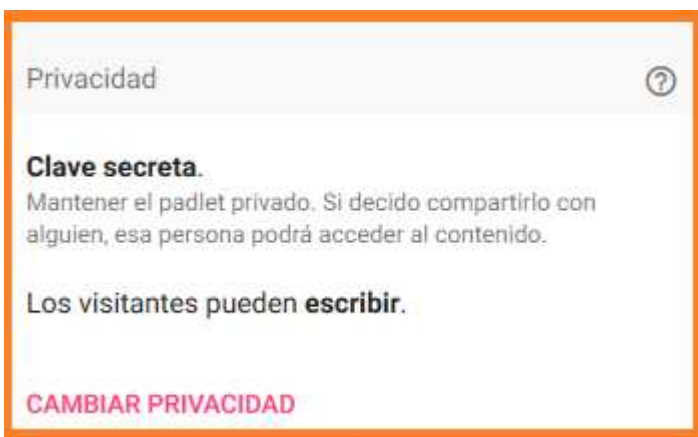 Privacidad
Clave secreta.
Mantener el padlet privado. Si decido compartirlo con
alguien, esa persona podrá acceder al contenido.
Los visitantes pueden escribir.
CAMBIAR PRIVACIDAD